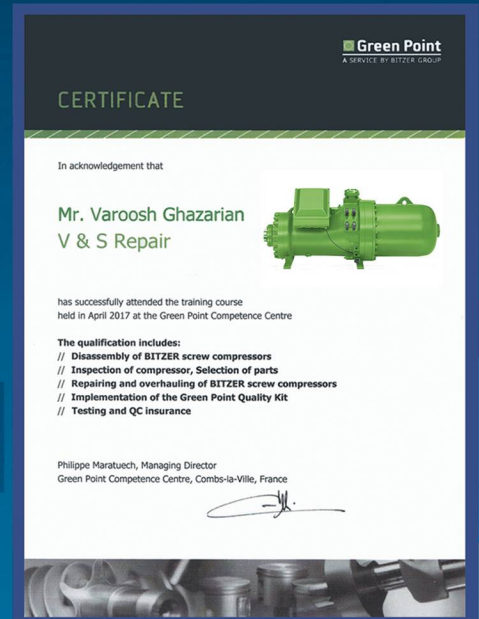 Green Point
A SERVICE BY BITZER GROUP
CERTIFICATE
In acknowledgement that
Mr. Varoosh Ghazarian
V & S Repair
has successfully attended the training course
held in April 2017 at the Green Point Competence Centre
The qualification includes:
// Disassembly of BITZER screw compressors
// Inspection of compressor, Selection of parts
// Repairing and overhauling of BITZER screw compressors
// Implementation of the Green Point Quality Kit
// Testing and QC insurance
Philippe Maratuech, Managing Director
Green Point Competence Centre, Combs-la-Ville, France